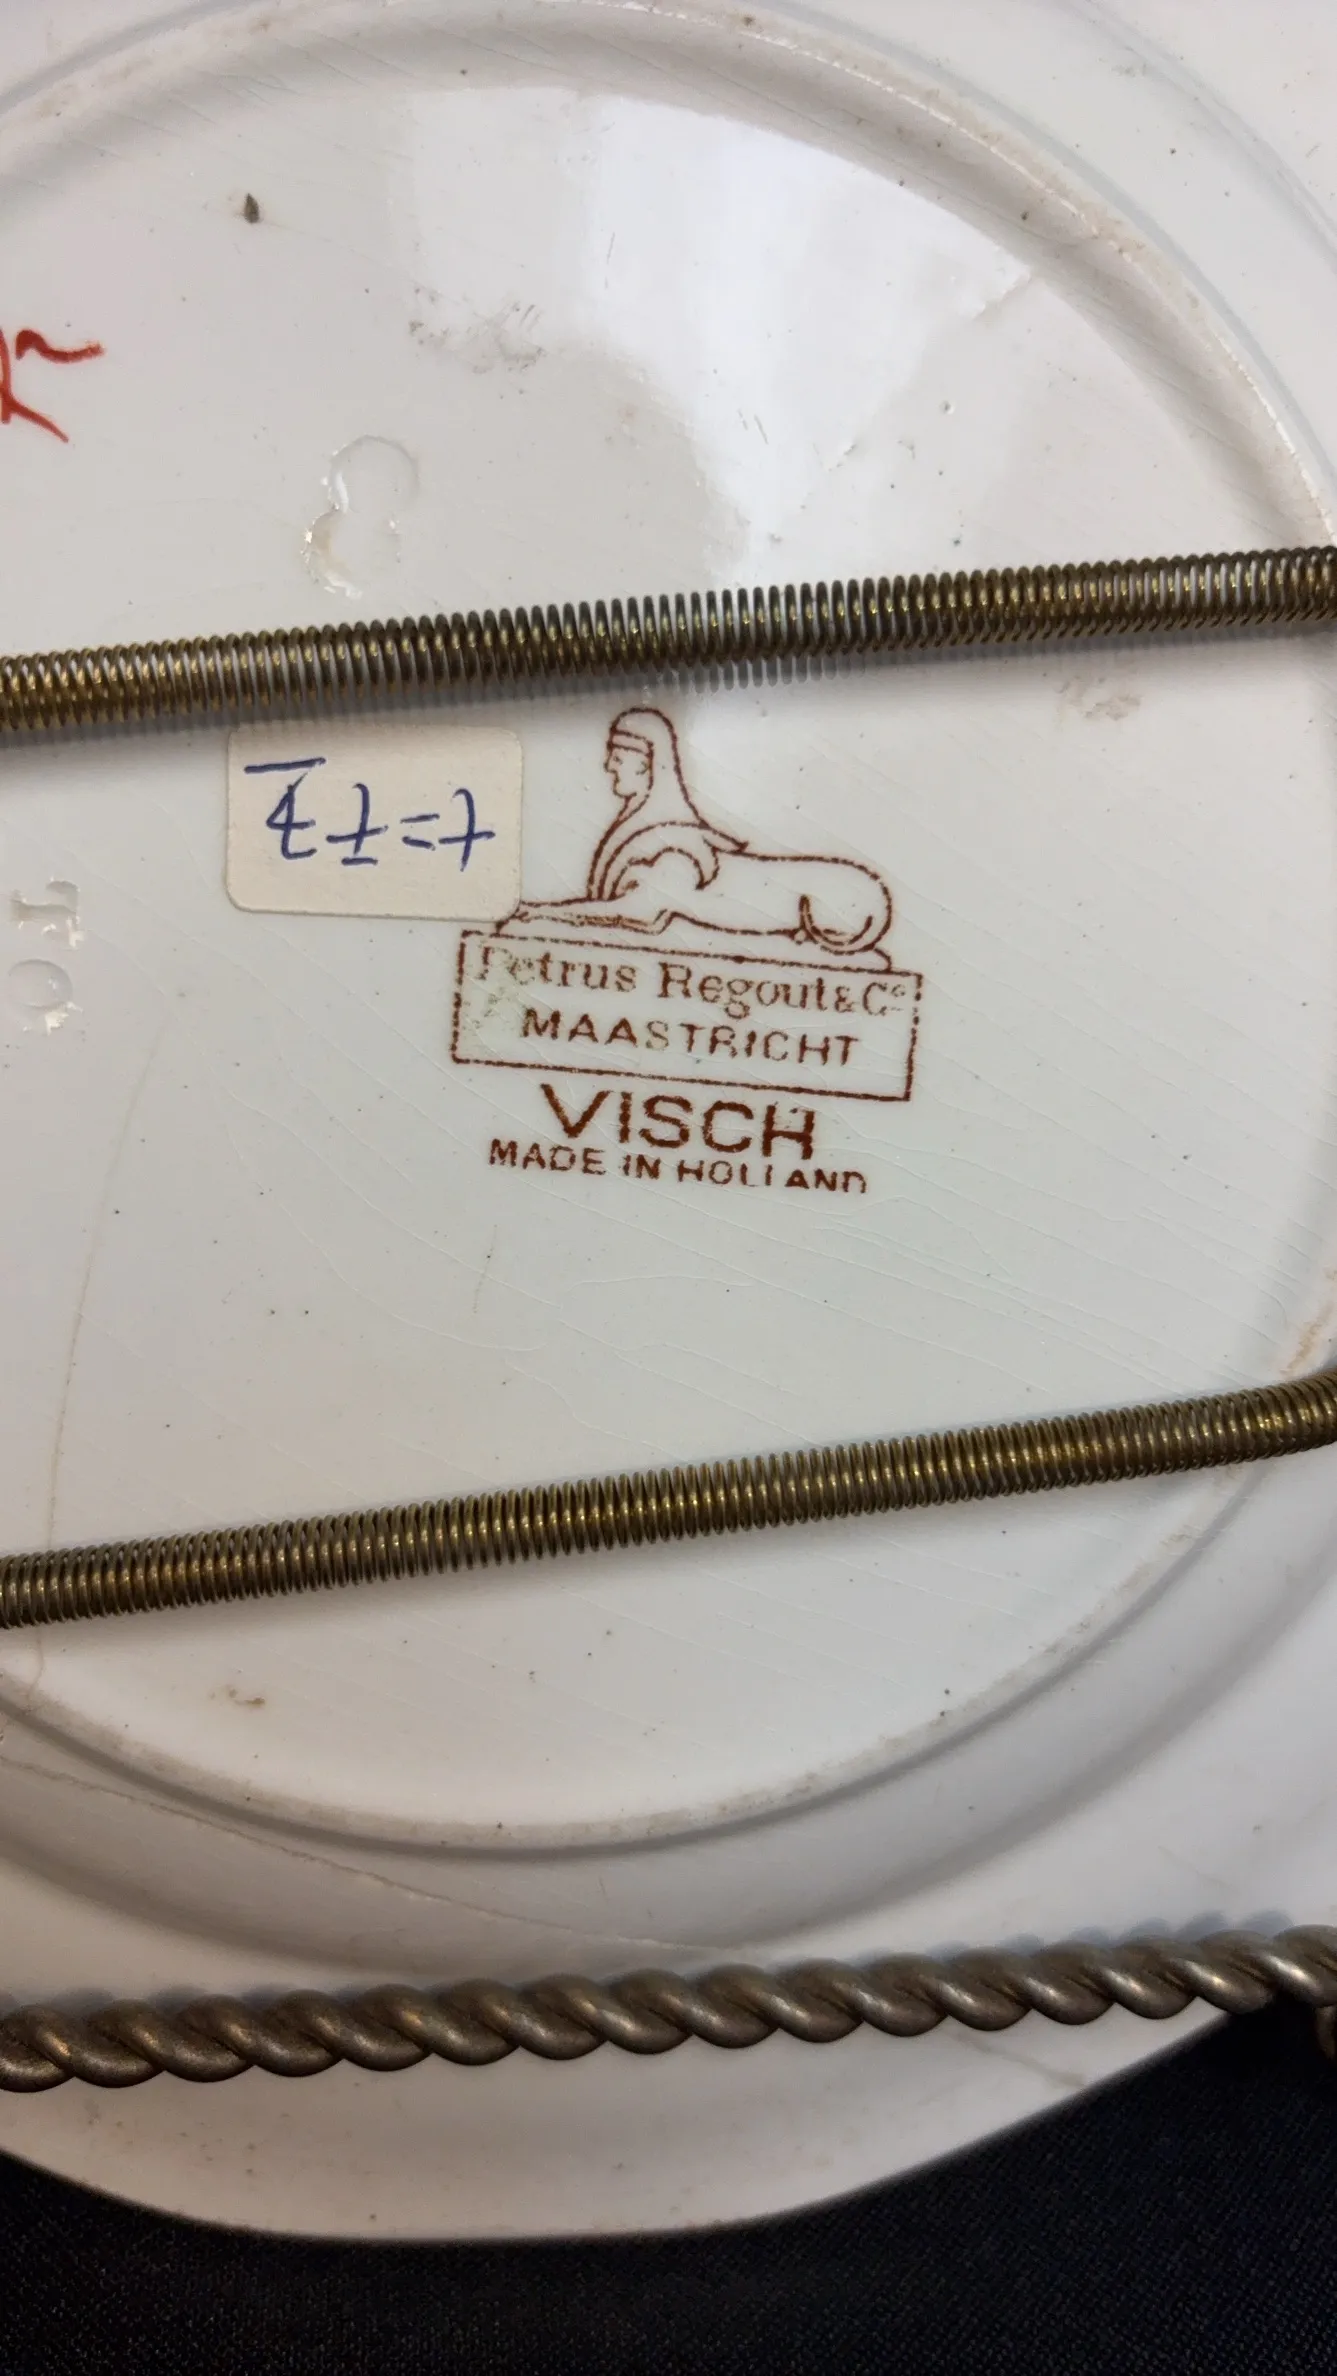 Petrus Regout & Cº
MAASTRICHT
VISCH
MADE IN HOLLAND